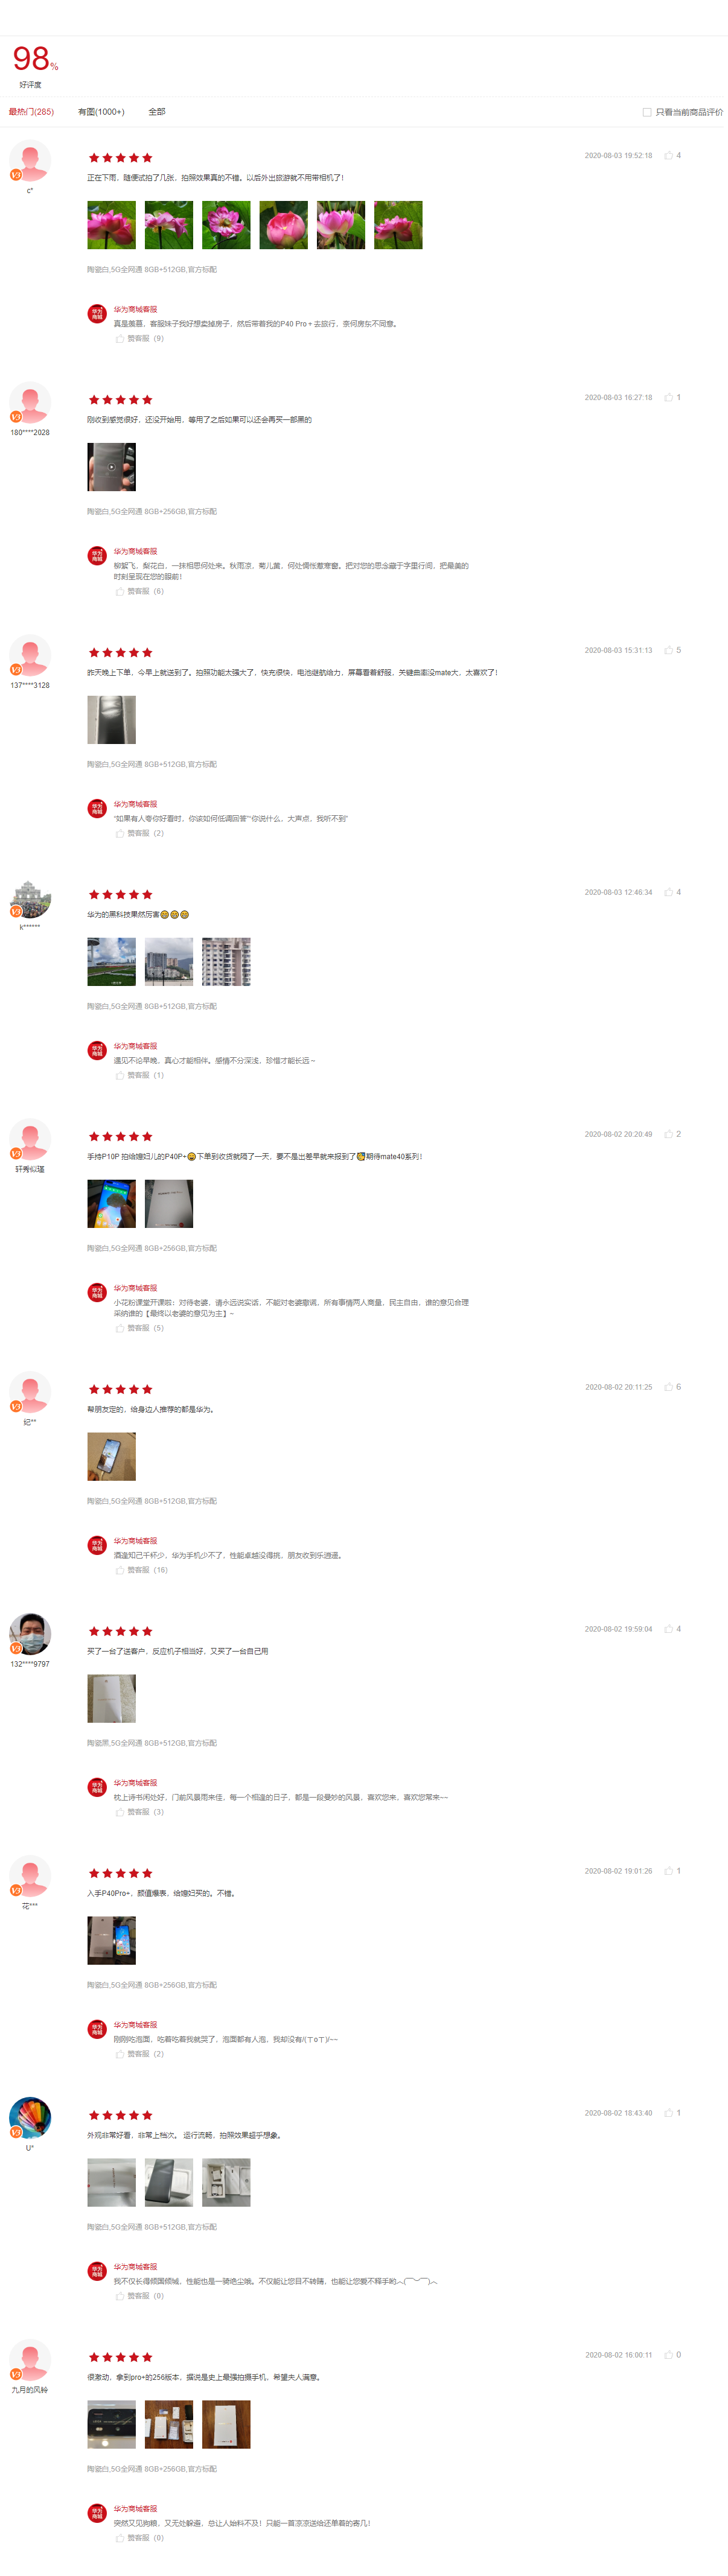 98%
好评度
最热门(285) 有图(1000+) 全部 只看当前商品评价
2020-08-03 19:52:18 4
正在下雨，随便试拍了几张，拍照效果真的不错。以后外出旅游就不用带相机了！
c*
陶瓷白,5G全网通 8GB+512GB,官方标配
华为商城客服
真是羡慕，客服妹子我好想卖掉房子，然后带着我的P40 Pro＋去旅行，奈何房东不同意。
赞客服 (9)
2020-08-03 16:27:18 1
刚收到感觉很好，还没开始用，等用了之后如果可以还会再买一部黑的
180****2028
陶瓷白,5G全网通 8GB+256GB,官方标配
华为商城客服
柳絮飞，梨花白，一抹相思何处来。秋雨凉，菊儿黄，何处惆怅惹寒窗。把对您的思念藏于字里行间，把最美的
时刻呈现在您的眼前！
赞客服 (6)
2020-08-03 15:31:13 5
昨天晚上下单，今早上就送到了。拍照功能太强大了，快充很快，电池继航给力，屏幕看着舒服，关键曲率没mate大，太喜欢了！
137****3128
陶瓷白,5G全网通 8GB+512GB,官方标配
华为商城客服
“如果有人夸你好看时，你该如何低调回答”“你说什么，大声点，我听不到”
赞客服 (2)
2020-08-03 12:46:34 4
华为的黑科技果然厉害
k******
陶瓷白,5G全网通 8GB+512GB,官方标配
华为商城客服
遇见不论早晚，真心才能相伴。感情不分深浅，珍惜才能长远～
赞客服 (1)
2020-08-02 20:20:49 2
手持P10P 拍给媳妇儿的P40P+下单到收货就隔了一天，要不是出差早就来报到了期待mate40系列！
轩秀似瑾
陶瓷白,5G全网通 8GB+256GB,官方标配
华为商城客服
小花粉课堂开课啦：对待老婆，请永远说实话，不能对老婆撒谎，所有事情两人商量，民主自由，谁的意见合理
采纳谁的【最终以老婆的意见为主】~
赞客服 (5)
2020-08-02 20:11:25 6
帮朋友定的，给身边人推荐的都是华为。
纪**
陶瓷白,5G全网通 8GB+512GB,官方标配
华为商城客服
酒逢知己千杯少，华为手机少不了，性能卓越没得挑，朋友收到乐逍遥。
赞客服 (16)
2020-08-02 19:59:04 4
买了一台了送客户，反应机子相当好，又买了一台自己用
132****9797
陶瓷黑,5G全网通 8GB+512GB,官方标配
华为商城客服
枕上诗书闲处好，门前风景雨来佳，每一个相逢的日子，都是一段曼妙的风景，喜欢您来，喜欢您常来~~
赞客服 (3)
2020-08-02 19:01:26 1
入手P40Pro+，颜值爆表，给媳妇买的。不错。
花***
陶瓷白,5G全网通 8GB+256GB,官方标配
华为商城客服
刚刚吃泡面，吃着吃着我就哭了，泡面都有人泡，我却没有/(ㄒoㄒ)/~~
赞客服 (2)
2020-08-02 18:43:40 1
外观非常好看，非常上档次。 运行流畅，拍照效果超乎想象。
U*
陶瓷白,5G全网通 8GB+512GB,官方标配
华为商城客服
我不仅长得倾国倾城，性能也是一骑绝尘哦。不仅能让您目不转睛，也能让您爱不释手哟︿(￣︶￣)︿
赞客服 (0)
2020-08-02 16:00:11 0
很激动，拿到pro+的256版本，据说是史上最强拍摄手机，希望夫人满意。
九月的风铃
陶瓷白,5G全网通 8GB+256GB,官方标配
华为商城客服
突然又见狗粮，又无处躲避，总让人始料不及！只能一首凉凉送给还单着的寄几！
赞客服 (0)